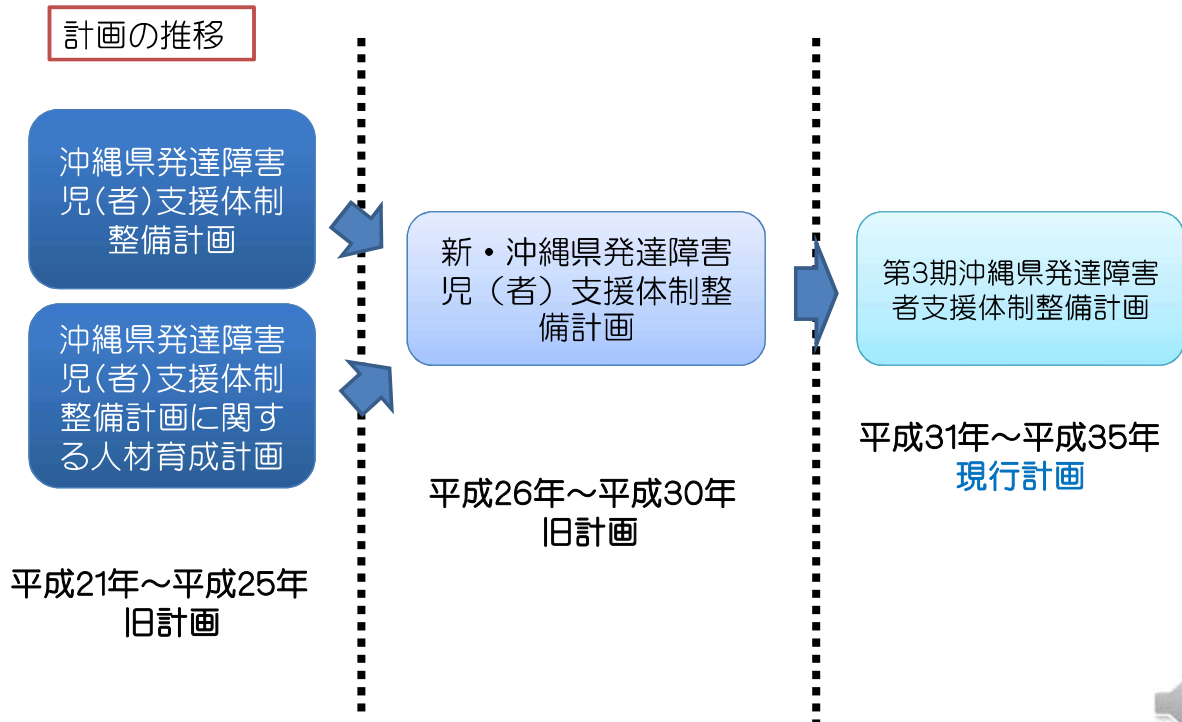 計画の推移
沖縄県発達障害
児(者)支援体制
整備計画
沖縄県発達障害
児(者)支援体制
整備計画に関す
る人材育成計画
平成21年～平成25年
旧計画
新・沖縄県発達障害
児（者）支援体制整
備計画
平成26年～平成30年
旧計画
第3期沖縄県発達障害
者支援体制整備計画
平成31年～平成35年
現行計画